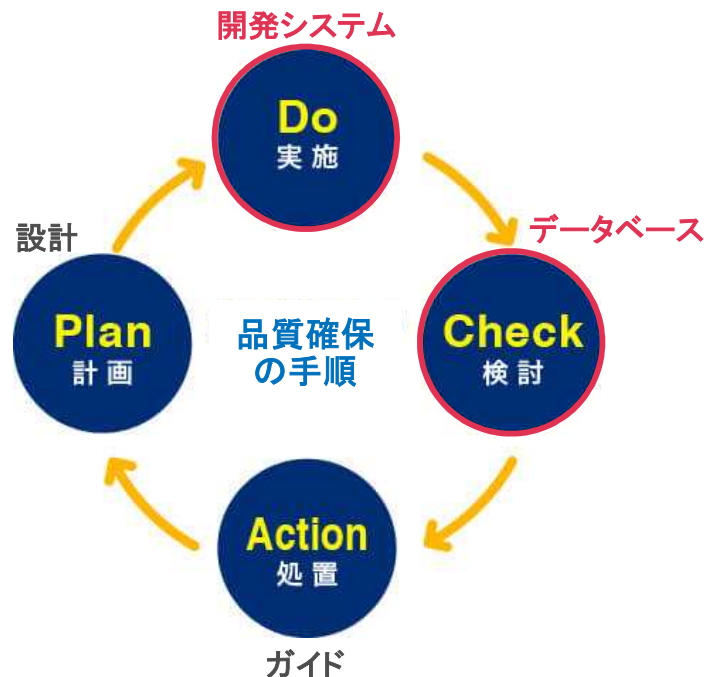 開発システム
Do
実施
データベース
Check
検討
設計
Plan
計画
品質確保
の手順
Action
処置
ガイド